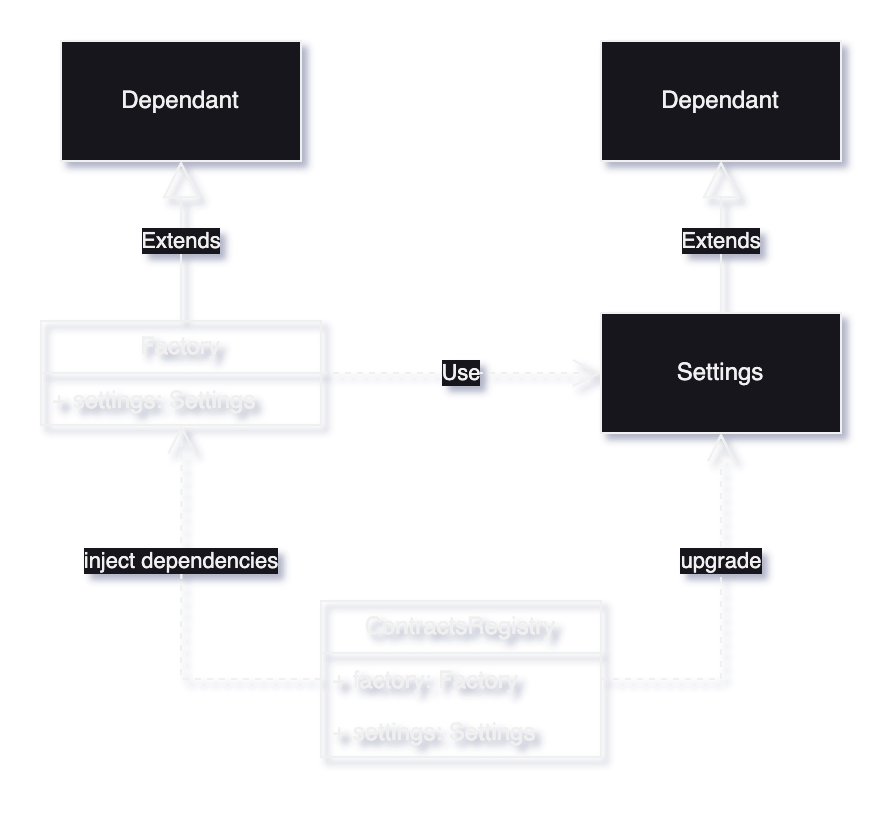 Dependant
Dependant
Extends
Extends
Factory
+ settings: Settings
Use
Settings
inject dependencies
upgrade
ContractsRegistry
+ factory: Factory
+ settings: Settings